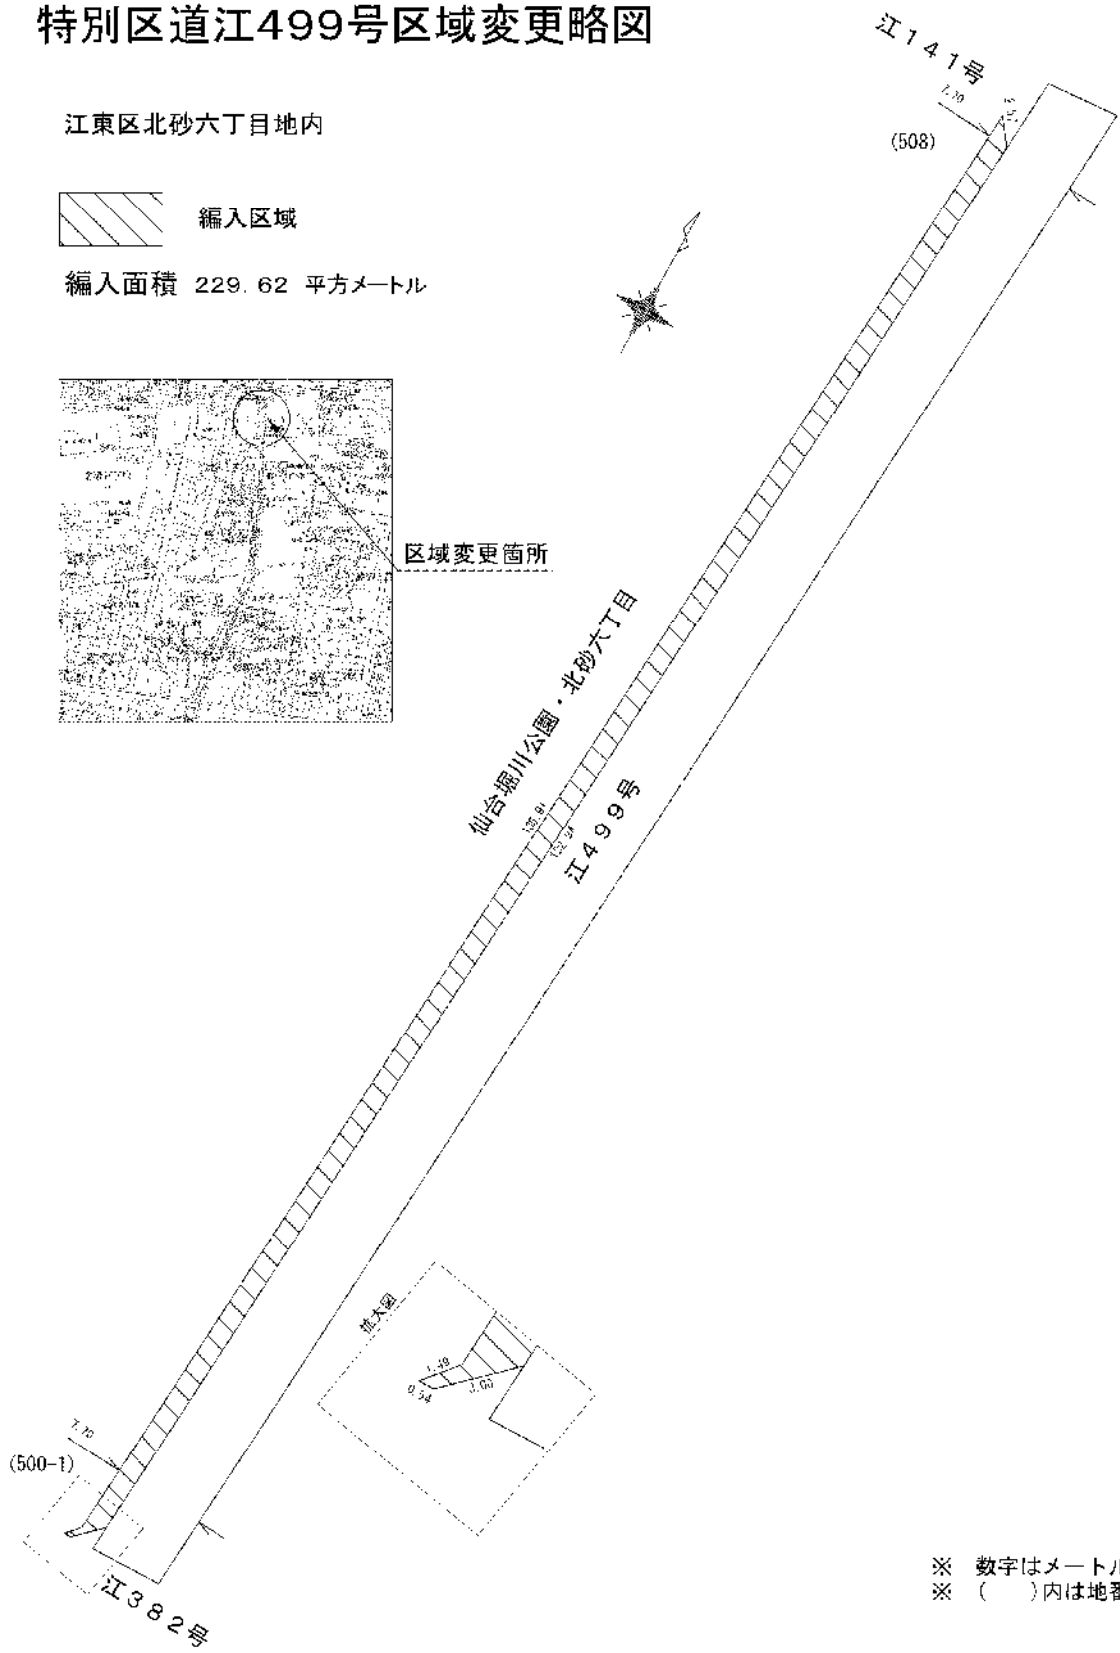 特別区道江499号区域変更略図
江141号
7.70
(508)
江東区北砂六丁目地内
編入区域
編入面積 229.62 平方メートル
区域変更箇所
仙台堀川公園・北砂六丁目
江499号
拡大図
0.54
3.00
7.70
(500-1)
江382号
※ 数字はメートル
※ ( )内は地番